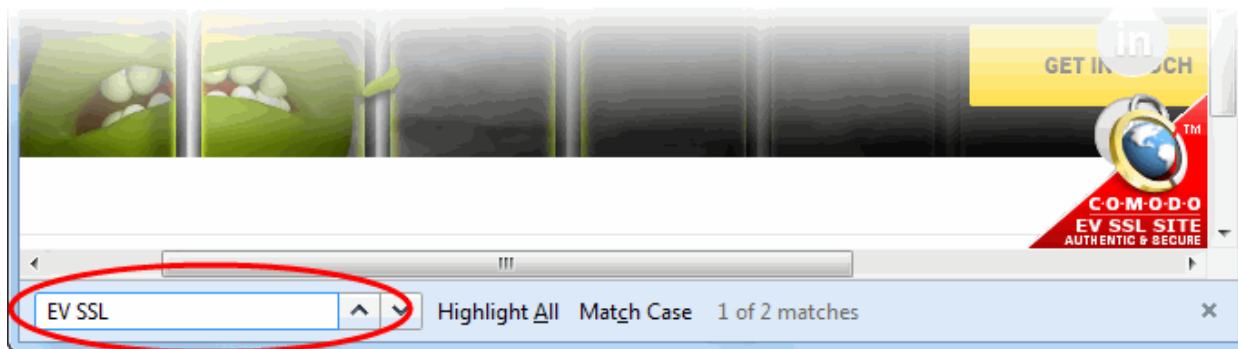 in
GET IN CH
TM
C·O·M·O·D·O
EV SSL SITE
AUTHENTIC & SECURE
EV SSL
Highlight All Match Case 1 of 2 matches